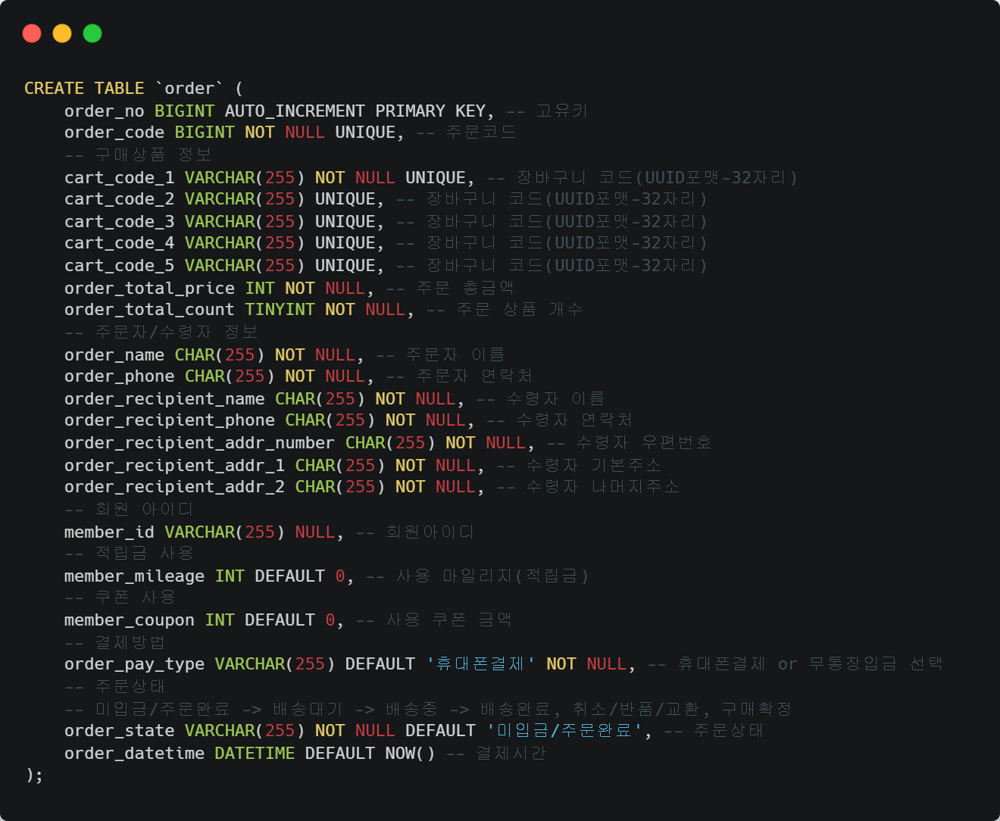 CREATE TABLE `order` (
    order_no BIGINT AUTO_INCREMENT PRIMARY KEY, -- 고유키
    order_code BIGINT NOT NULL UNIQUE, -- 주문코드
    -- 구매상품 정보
    cart_code_1 VARCHAR(255) NOT NULL UNIQUE, -- 장바구니 코드(UUID포맷-32자리)
    cart_code_2 VARCHAR(255) UNIQUE, -- 장바구니 코드(UUID포맷-32자리)
    cart_code_3 VARCHAR(255) UNIQUE, -- 장바구니 코드(UUID포맷-32자리)
    cart_code_4 VARCHAR(255) UNIQUE, -- 장바구니 코드(UUID포맷-32자리)
    cart_code_5 VARCHAR(255) UNIQUE, -- 장바구니 코드(UUID포맷-32자리)
    order_total_price INT NOT NULL, -- 주문 총금액
    order_total_count TINYINT NOT NULL, -- 주문 상품 개수
    -- 주문자/수령자 정보
    order_name CHAR(255) NOT NULL, -- 주문자 이름
    order_phone CHAR(255) NOT NULL, -- 주문자 연락처
    order_recipient_name CHAR(255) NOT NULL, -- 수령자 이름
    order_recipient_phone CHAR(255) NOT NULL, -- 수령자 연락처
    order_recipient_addr_number CHAR(255) NOT NULL, -- 수령자 우편번호
    order_recipient_addr_1 CHAR(255) NOT NULL, -- 수령자 기본주소
    order_recipient_addr_2 CHAR(255) NOT NULL, -- 수령자 나머지주소
    -- 회원 아이디
    member_id VARCHAR(255) NULL, -- 회원아이디
    -- 적립금 사용
    member_mileage INT DEFAULT 0, -- 사용 마일리지(적립금)
    -- 쿠폰 사용
    member_coupon INT DEFAULT 0, -- 사용 쿠폰 금액
    -- 결제방법
    order_pay_type VARCHAR(255) DEFAULT '휴대폰결제' NOT NULL, -- 휴대폰결제 or 무통장입금 선택
    -- 주문상태
    -- 미입금/주문완료 -> 배송대기 -> 배송중 -> 배송완료, 취소/반품/교환, 구매확정
    order_state VARCHAR(255) NOT NULL DEFAULT '미입금/주문완료', -- 주문상태
    order_datetime DATETIME DEFAULT NOW() -- 결제시간
);